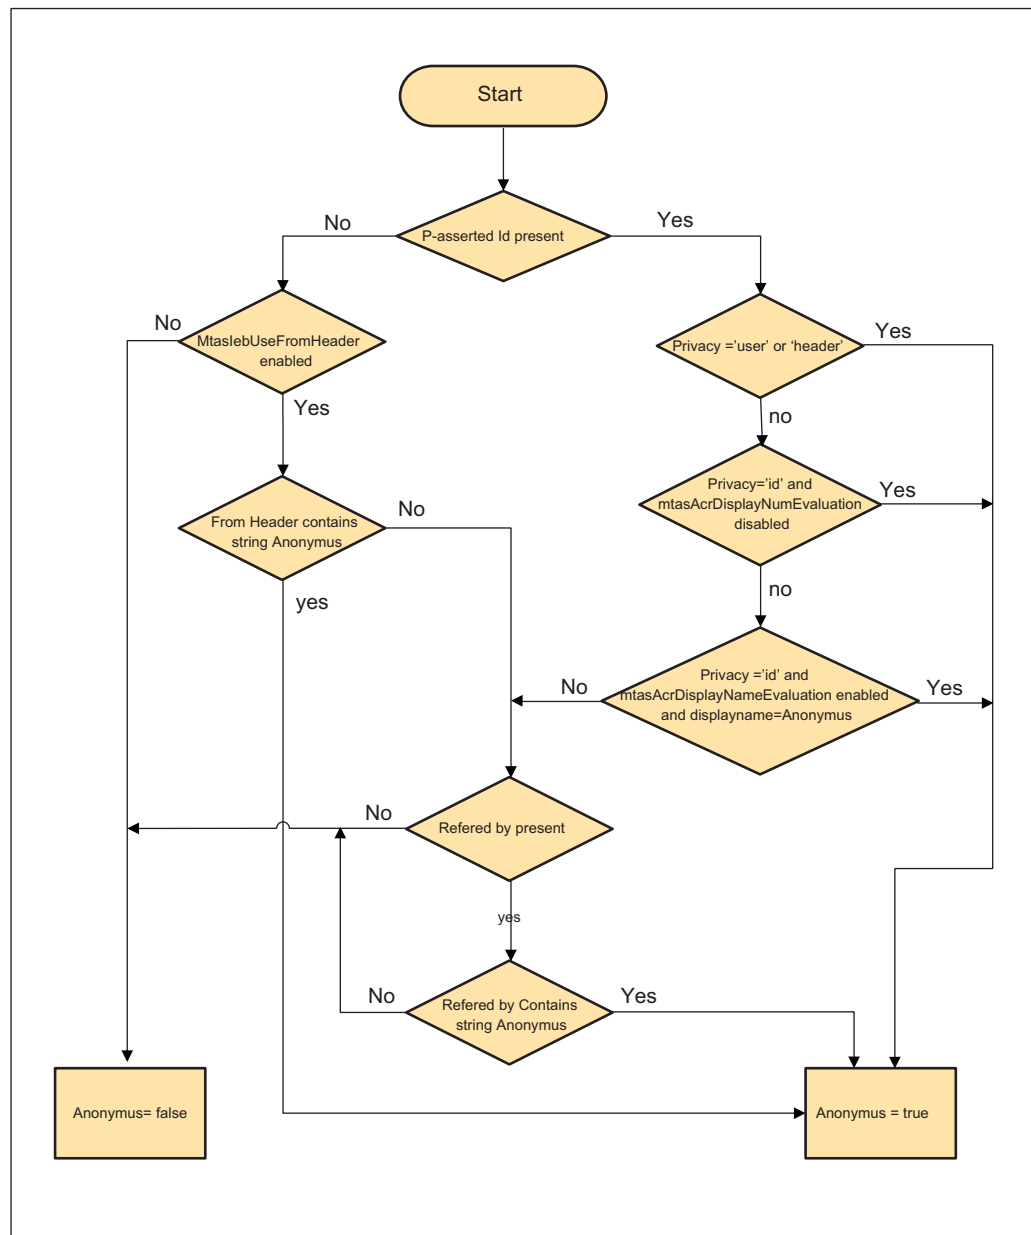 Start
No
Yes
P-asserted Id present
No
MtasIebUseFromHeader
enabled
Yes
Privacy ='user' or ‘header’
Yes
no
Privacy='id' and
mtasAcrDisplayNumEvaluation
disabled
Yes
From Header contains
string Anonymus
No
yes
no
Privacy ='id' and
mtasAcrDisplayNameEvaluation enabled
and displayname=Anonymus
No
Yes
No
Refered by present
yes
Refered by Contains
string Anonymus
No
Yes
Anonymus= false
Anonymus = true